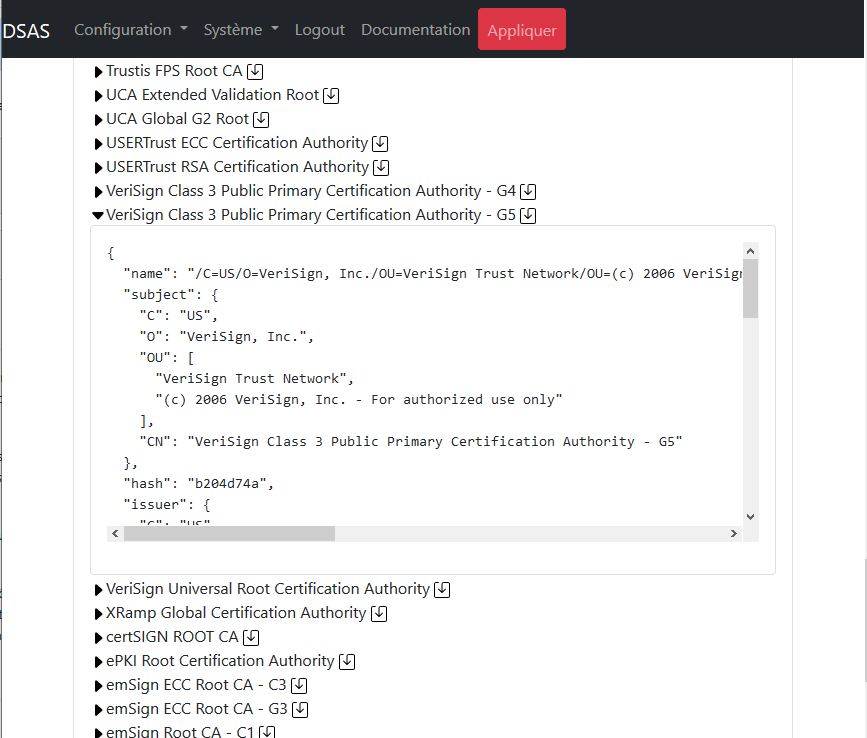 DSAS Configuration Système Logout Documentation Appliquer
Trustis FPS Root CA
UCA Extended Validation Root
UCA Global G2 Root
USERTrust ECC Certification Authority
USERTrust RSA Certification Authority
VeriSign Class 3 Public Primary Certification Authority - G4
VeriSign Class 3 Public Primary Certification Authority - G5
{
"name": "/C=US/O=VeriSign, Inc./OU=VeriSign Trust Network/OU=(c) 2006 VeriSign
"subject": {
"C": "US",
"O": "VeriSign, Inc.",
"OU": [
"VeriSign Trust Network",
"(c) 2006 VeriSign, Inc. - For authorized use only"
],
"CN": "VeriSign Class 3 Public Primary Certification Authority - G5"
},
"hash": "b204d74a",
"issuer": {
"C": "US"
VeriSign Universal Root Certification Authority
XRamp Global Certification Authority
certSIGN ROOT CA
ePKI Root Certification Authority
emSign ECC Root CA - C3
emSign ECC Root CA - G3
emSign Root CA - C1